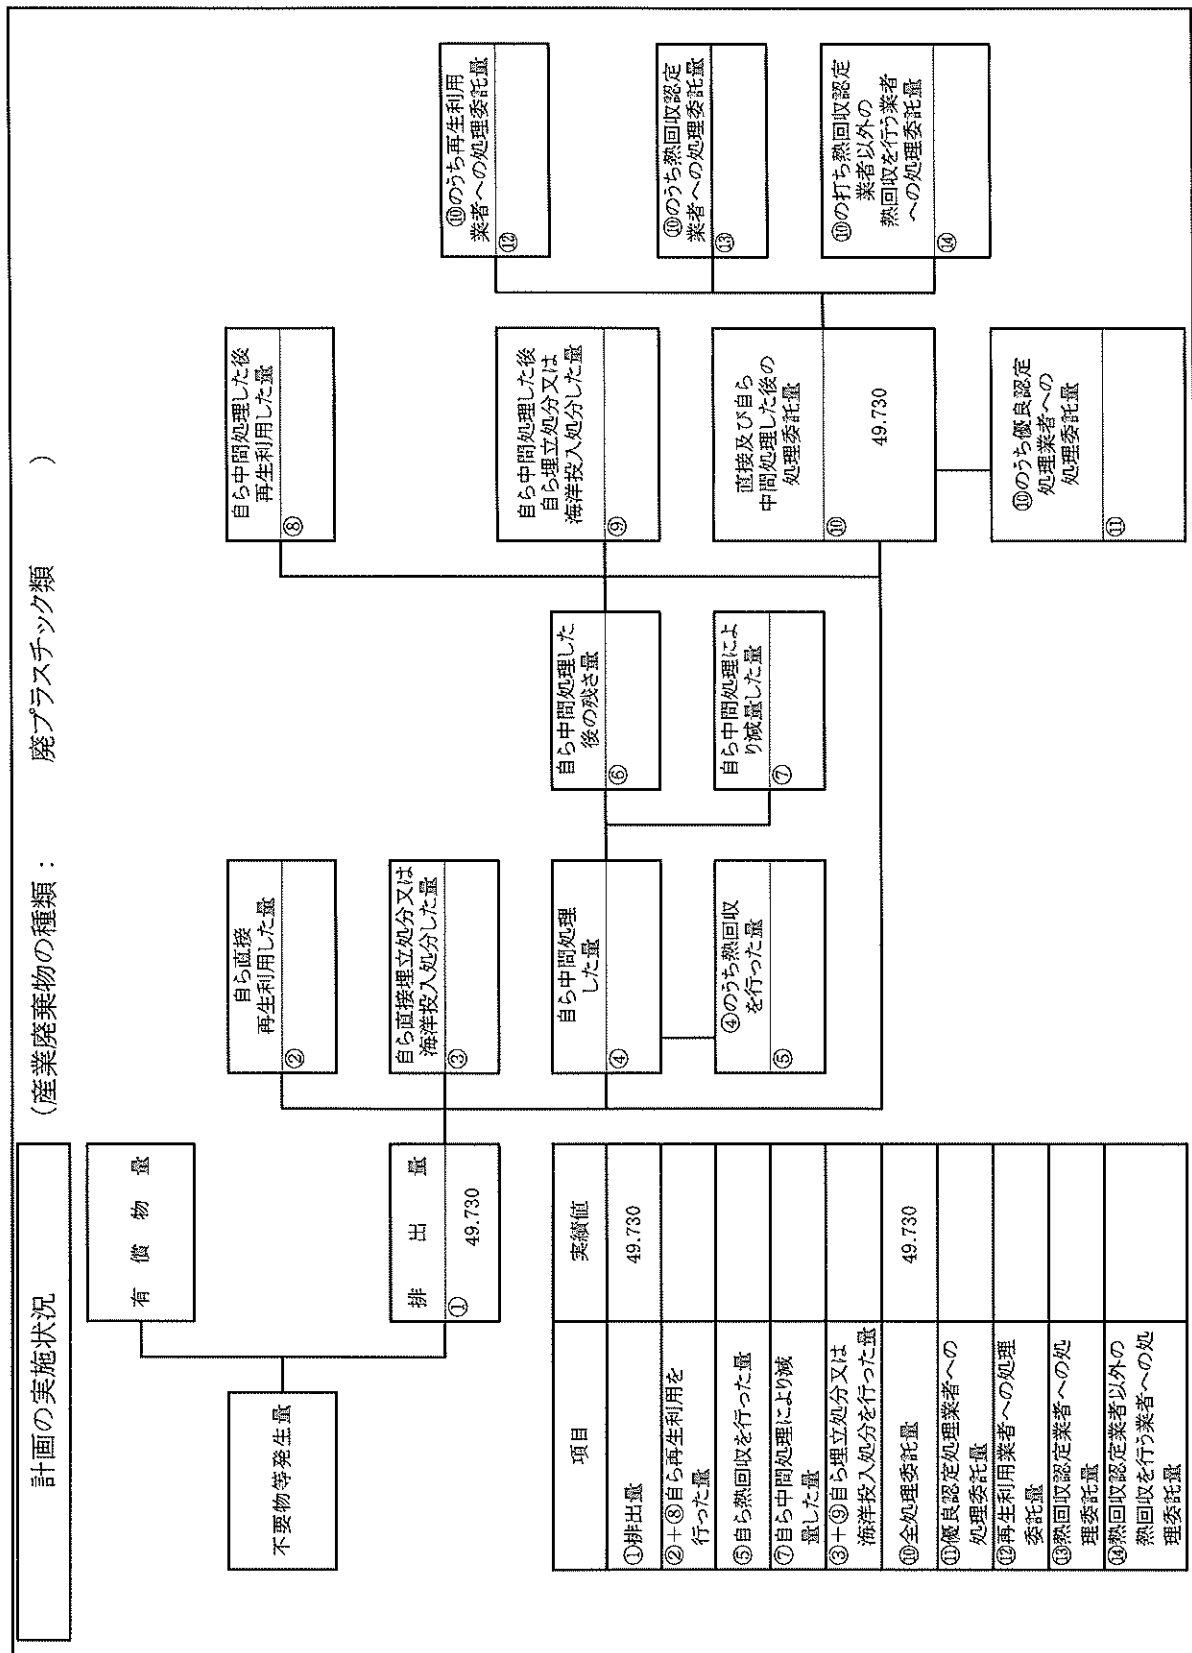 計画の実施状況
（産業廃棄物の種類： 廃プラスチック類 ）
不要物等発生量
有償物量
排出量
①
49.730
自ら直接
再生利用した量
②
自ら直接埋立処分又は
海洋投入処分した量
③
自ら中間処理
した量
④
④のうち熱回収
を行った量
⑤
自ら中間処理した
後の残さ量
⑥
自ら中間処理によ
り減量した量
⑦
自ら中間処理した後
再生利用した量
⑧
自ら中間処理した後
自ら埋立処分又は
海洋投入処分した量
⑨
直接及び自ら
中間処理した後の
処理委託量
⑩
49.730
⑩のうち優良認定
処理業者への
処理委託量
⑪
⑩のうち再生利用
業者への処理委託量
⑫
⑩のうち熱回収認定
業者への処理委託量
⑬
⑩の打ち熱回収認定
業者以外の
熱回収を行う業者
への処理委託量
⑭
項目 実績値
①排出量 49.730
②＋⑧自ら再生利用を
行った量
⑤自ら熱回収を行った量
⑦自ら中間処理により減
量した量
③＋⑨自ら埋立処分又は
海洋投入処分を行った量
⑩全処理委託量 49.730
⑪優良認定処理業者への
処理委託量
⑫再生利用業者への処理
委託量
⑬熱回収認定業者への処
理委託量
⑭熱回収認定業者以外の
熱回収を行う業者への処
理委託量